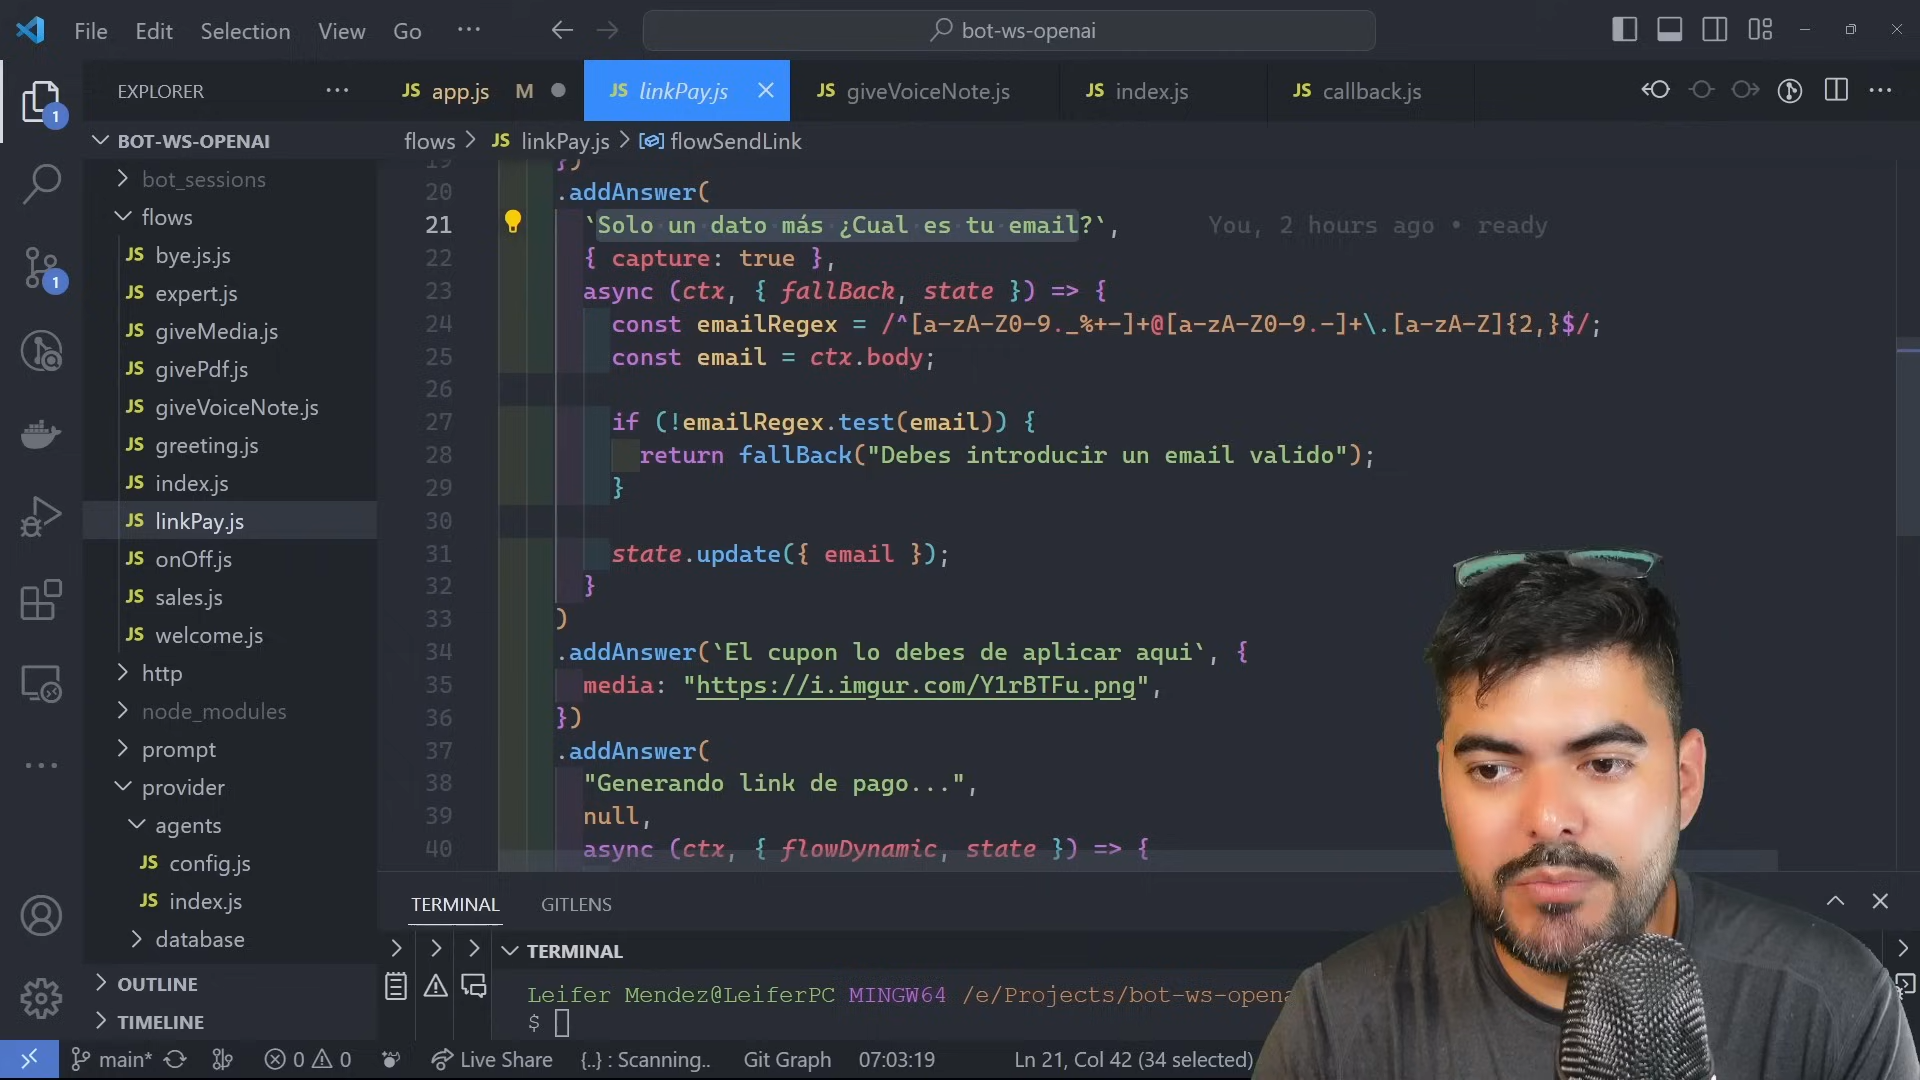 File Edit Selection View Go ··· bot-ws-openai
EXPLORER ···
JS app.js M JS linkPay.js JS giveVoiceNote.js JS index.js JS callback.js
BOT-WS-OPENAI
flows > JS linkPay.js > flowSendLink
bot_sessions
flows
JS bye.js.js
JS expert.js
JS giveMedia.js
JS givePdf.js
JS giveVoiceNote.js
JS greeting.js
JS index.js
JS linkPay.js
JS onOff.js
JS sales.js
JS welcome.js
http
node_modules
prompt
provider
agents
JS config.js
JS index.js
database
OUTLINE
TIMELINE
1
1
19 })
20 .addAnswer(
21 `Solo un dato más ¿Cual es tu email?`, You, 2 hours ago • ready
22 { capture: true },
23 async (ctx, { fallBack, state }) => {
24 const emailRegex = /^[a-zA-Z0-9._%+-]+@[a-zA-Z0-9.-]+\.[a-zA-Z]{2,}$/;
25 const email = ctx.body;
26
27 if (!emailRegex.test(email)) {
28 return fallBack("Debes introducir un email valido");
29 }
30
31 state.update({ email });
32 }
33 )
34 .addAnswer(`El cupon lo debes de aplicar aqui`, {
35 media: "https://i.imgur.com/Y1rBTFu.png",
36 })
37 .addAnswer(
38 "Generando link de pago...",
39 null,
40 async (ctx, { flowDynamic, state }) => {
TERMINAL GITLENS
TERMINAL
Leifer Mendez@LeiferPC MINGW64 /e/Projects/bot-ws-opena
$
main* 0 0 Live Share {..} : Scanning.. Git Graph 07:03:19 Ln 21, Col 42 (34 selected)